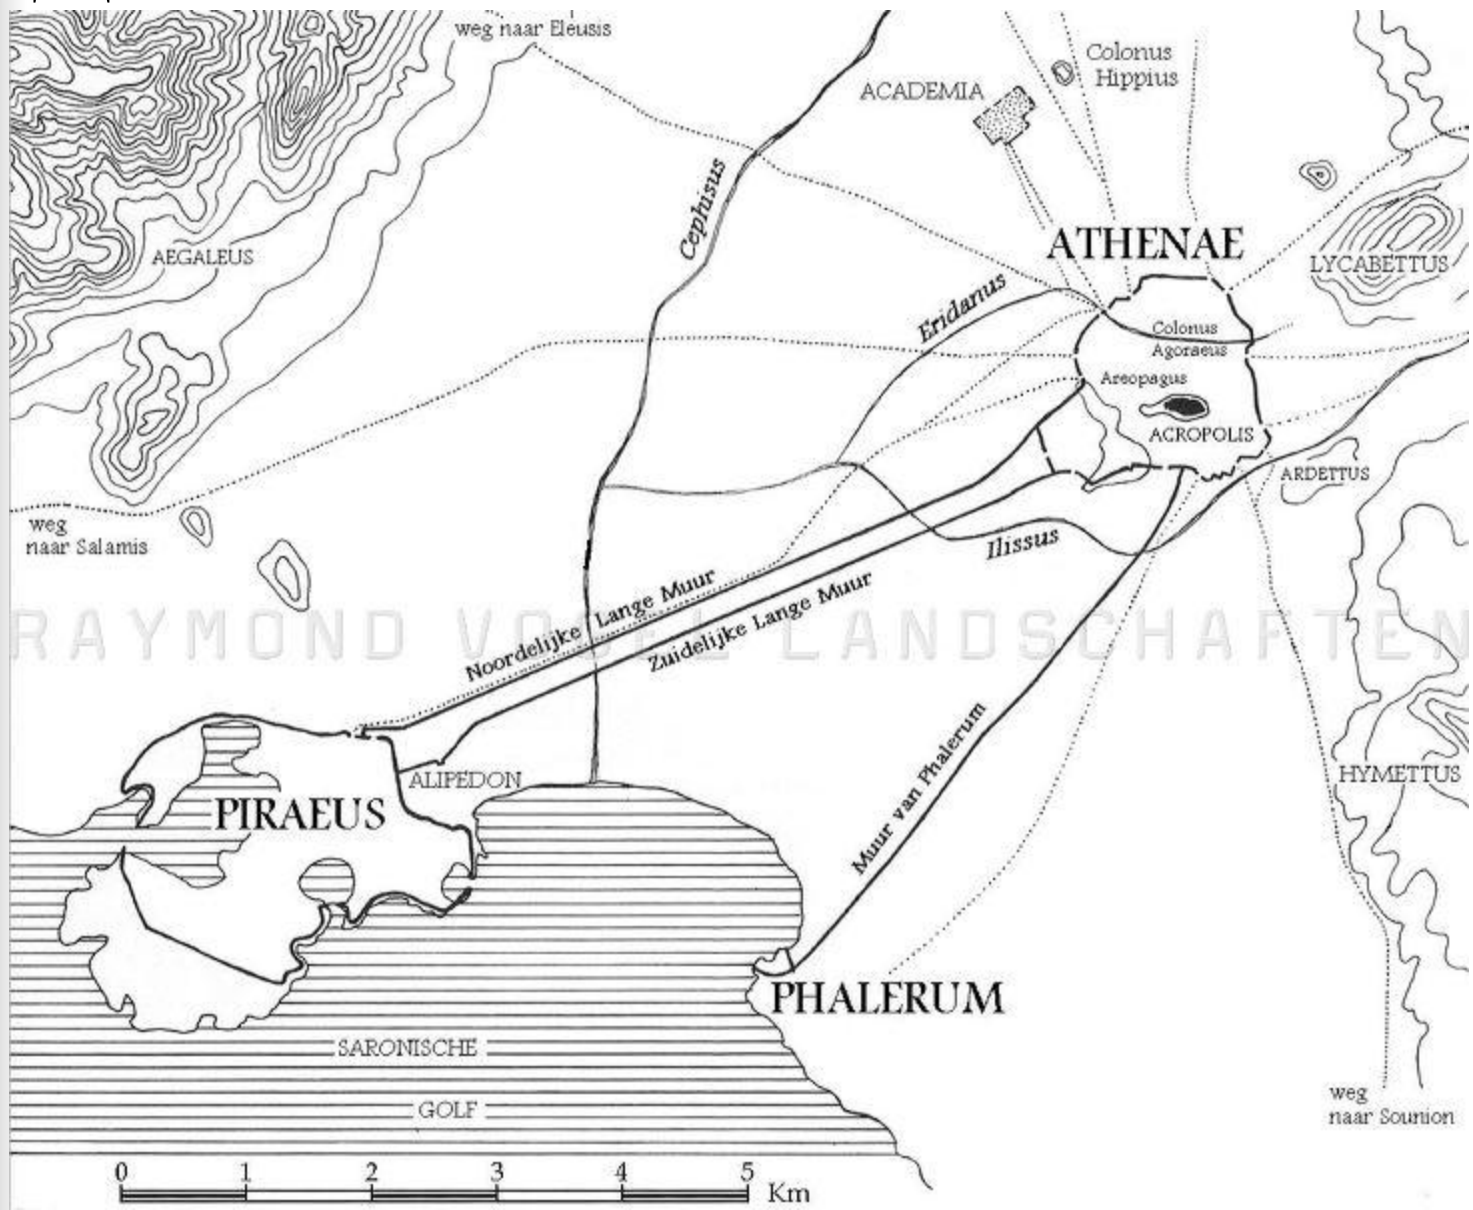 weg naar Eleusis
Colonus
Hippius
ACADEMIA
Cephisus
ATHENAE
AEGALEUS
LYCABETTUS
Eridanus
Colonus
Agoraeus
Areopagus
ACROPOLIS
ARDETTUS
weg
naar Salamis
Ilissus
Noordelijke Lange Muur
Zuidelijke Lange Muur
RAYMOND VOGEL LANDSCHAFTEN
Muur van Phalerum
HYMETTUS
ALIPEDON
PIRAEUS
PHALERUM
SARONISCHE
GOLF
weg
naar Sounion
0 1 2 3 4 5 Km